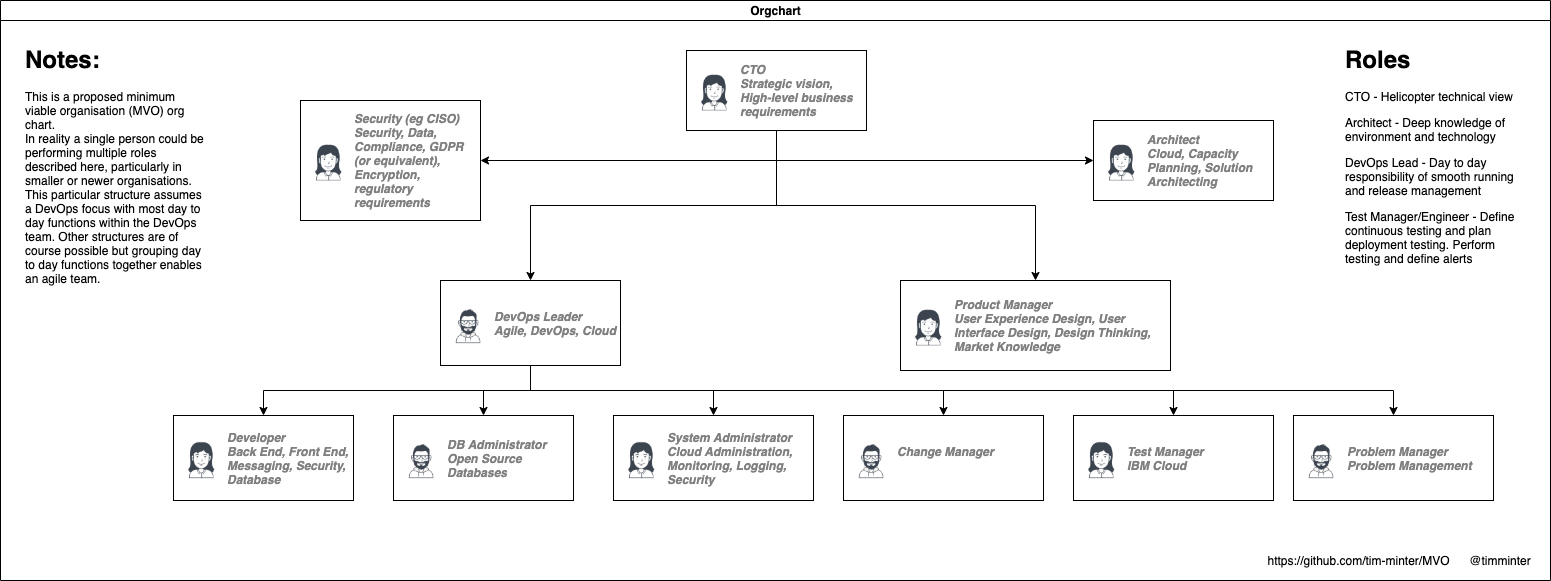 Orgchart
Notes:
This is a proposed minimum
viable organisation (MVO) org
chart.
In reality a single person could be
performing multiple roles
described here, particularly in
smaller or newer organisations.
This particular structure assumes
a DevOps focus with most day to
day functions within the DevOps
team. Other structures are of
course possible but grouping day
to day functions together enables
an agile team.
CTO
Strategic vision,
High-level business
requirements
Security (eg CISO)
Security, Data,
Compliance, GDPR
(or equivalent),
Encryption,
regulatory
requirements
Architect
Cloud, Capacity
Planning, Solution
Architecting
Roles
CTO - Helicopter technical view
Architect - Deep knowledge of
environment and technology
DevOps Lead - Day to day
responsibility of smooth running
and release management
Test Manager/Engineer - Define
continuous testing and plan
deployment testing. Perform
testing and define alerts
DevOps Leader
Agile, DevOps, Cloud
Product Manager
User Experience Design, User
Interface Design, Design Thinking,
Market Knowledge
Developer
Back End, Front End,
Messaging, Security,
Database
DB Administrator
Open Source
Databases
System Administrator
Cloud Administration,
Monitoring, Logging,
Security
Change Manager
Test Manager
IBM Cloud
Problem Manager
Problem Management
https://github.com/tim-minter/MVO @timminter